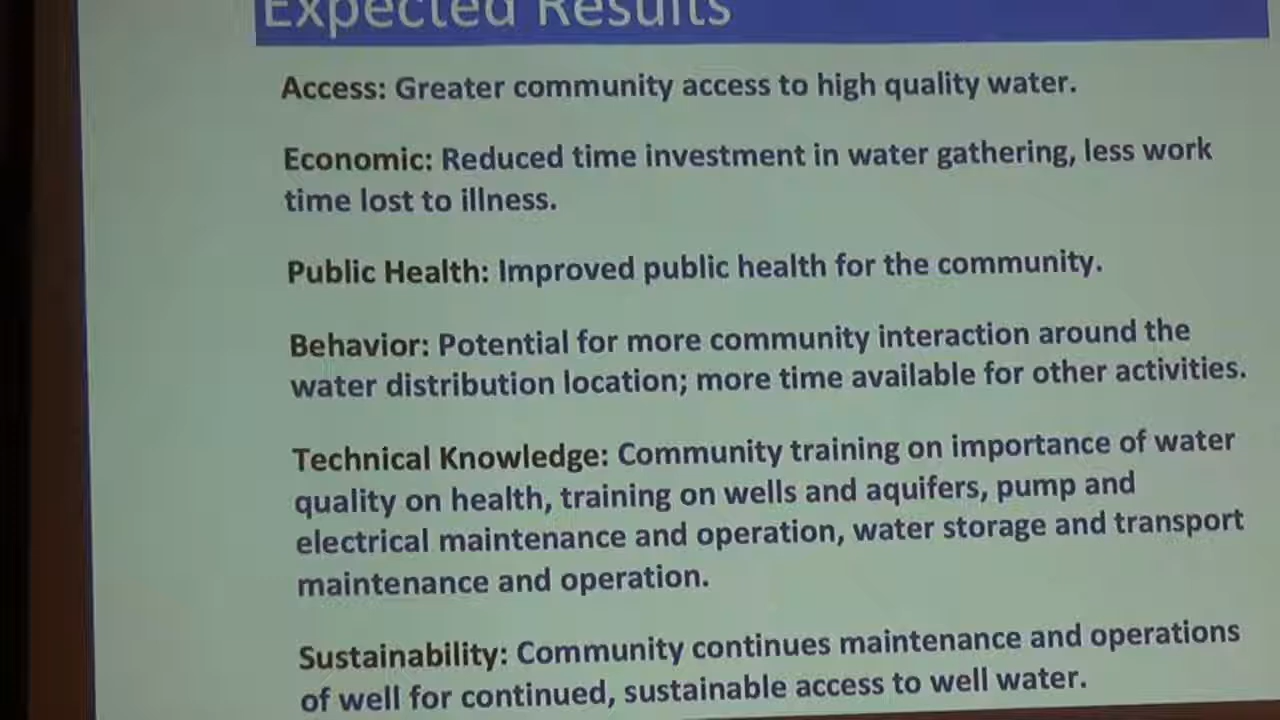 Expected Results
Access: Greater community access to high quality water.
Economic: Reduced time investment in water gathering, less work
time lost to illness.
Public Health: Improved public health for the community.
Behavior: Potential for more community interaction around the
water distribution location; more time available for other activities.
Technical Knowledge: Community training on importance of water
quality on health, training on wells and aquifers, pump and
electrical maintenance and operation, water storage and transport
maintenance and operation.
Sustainability: Community continues maintenance and operations
of well for continued, sustainable access to well water.